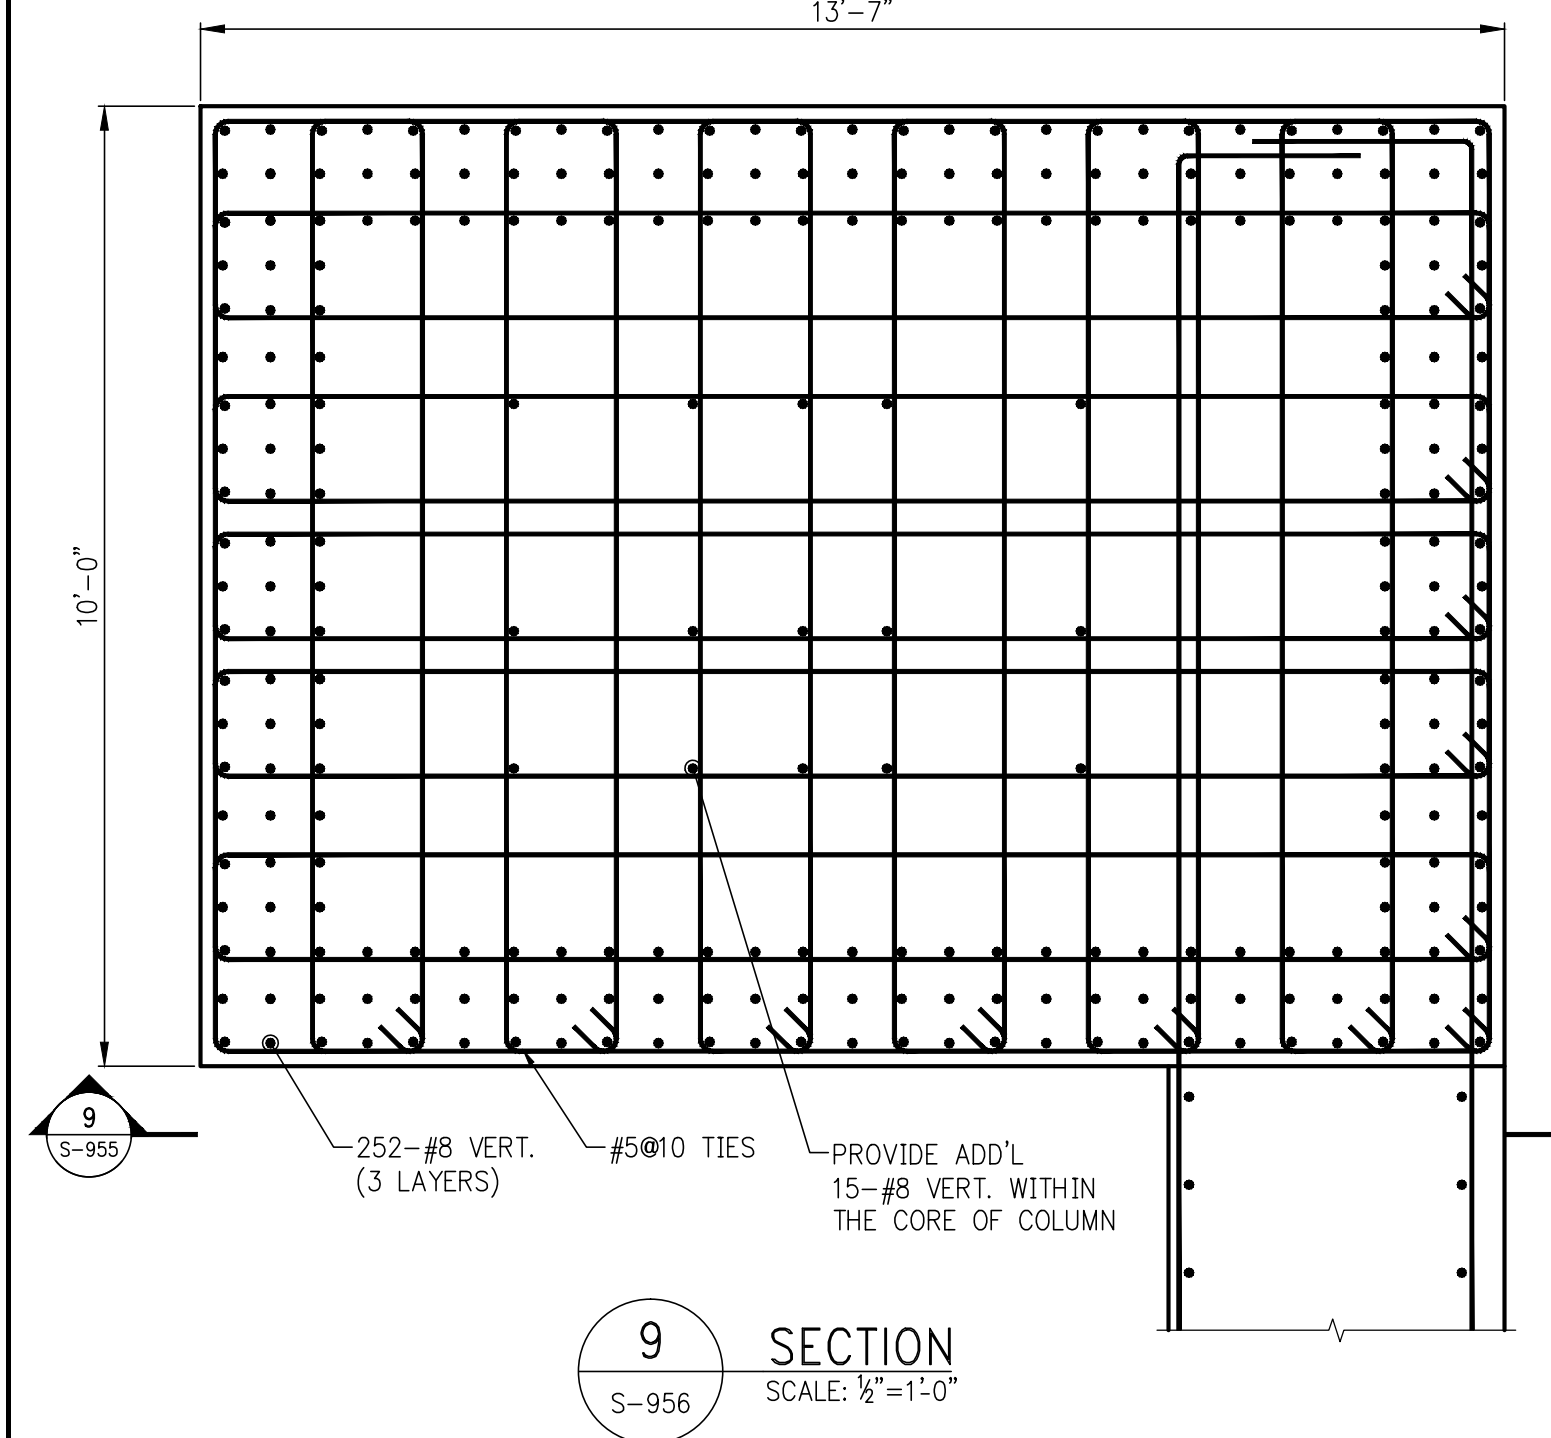 13'-7"
10'-0"
9
S-955
252-#8 VERT.
(3 LAYERS)
#5@10 TIES
PROVIDE ADD'L
15-#8 VERT. WITHIN
THE CORE OF COLUMN
9
S-956
SECTION
SCALE: ½"=1'-0"